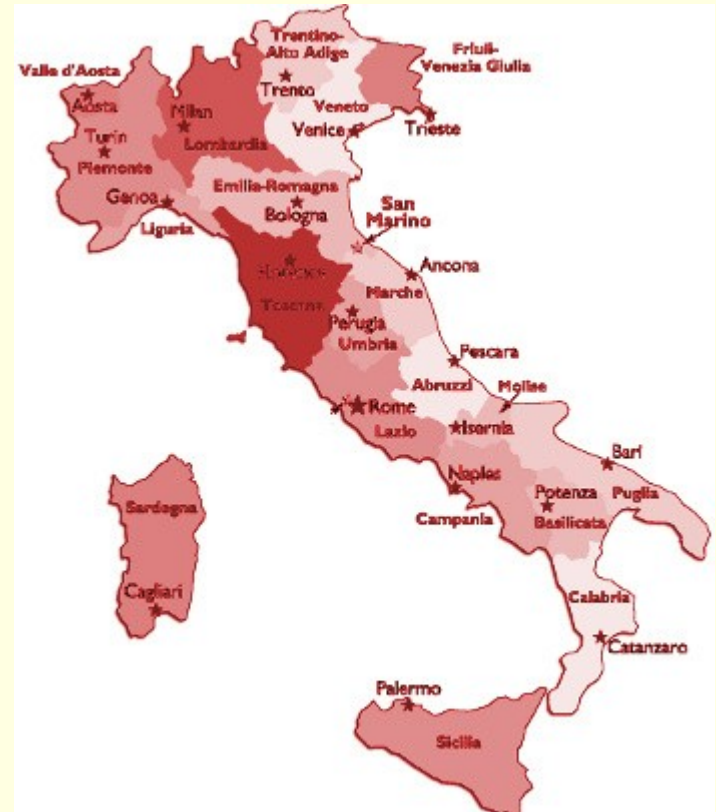 Trentino-
Alto Adige
Friuli-
Venezia Giulia
Valle d'Aosta
Aosta
Trento
Veneto
Milan
Venice
Trieste
Turin
Lombardia
Piemonte
Emilia-Romagna
Genoa
Bologna
San
Marino
Liguria
Florence
Ancona
Marche
Toscana
Perugia
Umbria
Pescara
Abruzzi
Molise
Rome
Lazio
Isernia
Bari
Naples
Sardegna
Potenza
Puglia
Campania
Basilicata
Cagliari
Calabria
Catanzaro
Palermo
Sicilia